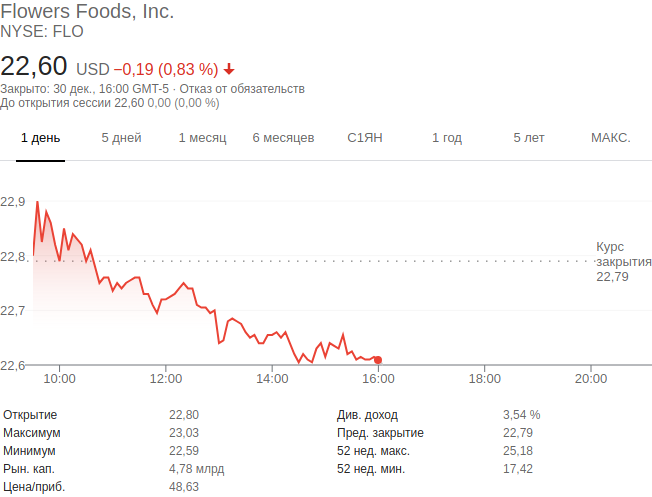 Flowers Foods, Inc.
NYSE: FLO
22,60 USD −0,19 (0,83 %)
Закрыто: 30 дек., 16:00 GMT-5 · Отказ от обязательств
До открытия сессии 22,60 0,00 (0,00 %)
1 день 5 дней 1 месяц 6 месяцев С1ЯН 1 год 5 лет МАКС.
22,9
22,8
22,7
22,6
Курс
закрытия
22,79
10:00 12:00 14:00 16:00 18:00 20:00
Открытие 22,80 Див. доход 3,54 %
Максимум 23,03 Пред. закрытие 22,79
Минимум 22,59 52 нед. макс. 25,18
Рын. кап. 4,78 млрд 52 нед. мин. 17,42
Цена/приб. 48,63